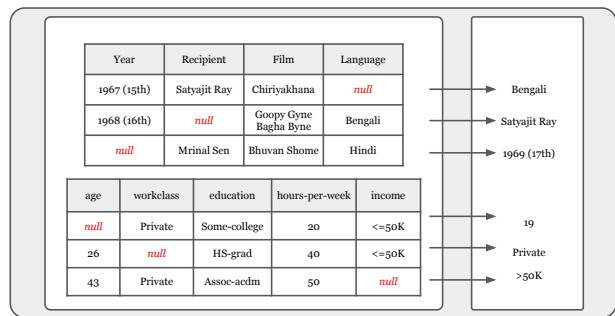 Year Recipient Film Language
1967 (15th) Satyajit Ray Chiriyakhana null Bengali
1968 (16th) null Goopy Gyne Bagha Byne Bengali Satyajit Ray
null Mrinal Sen Bhuvan Shome Hindi 1969 (17th)
age workclass education hours-per-week income
null Private Some-college 20 <=50K 19
26 null HS-grad 40 <=50K Private
43 Private Assoc-acdm 50 null >50K